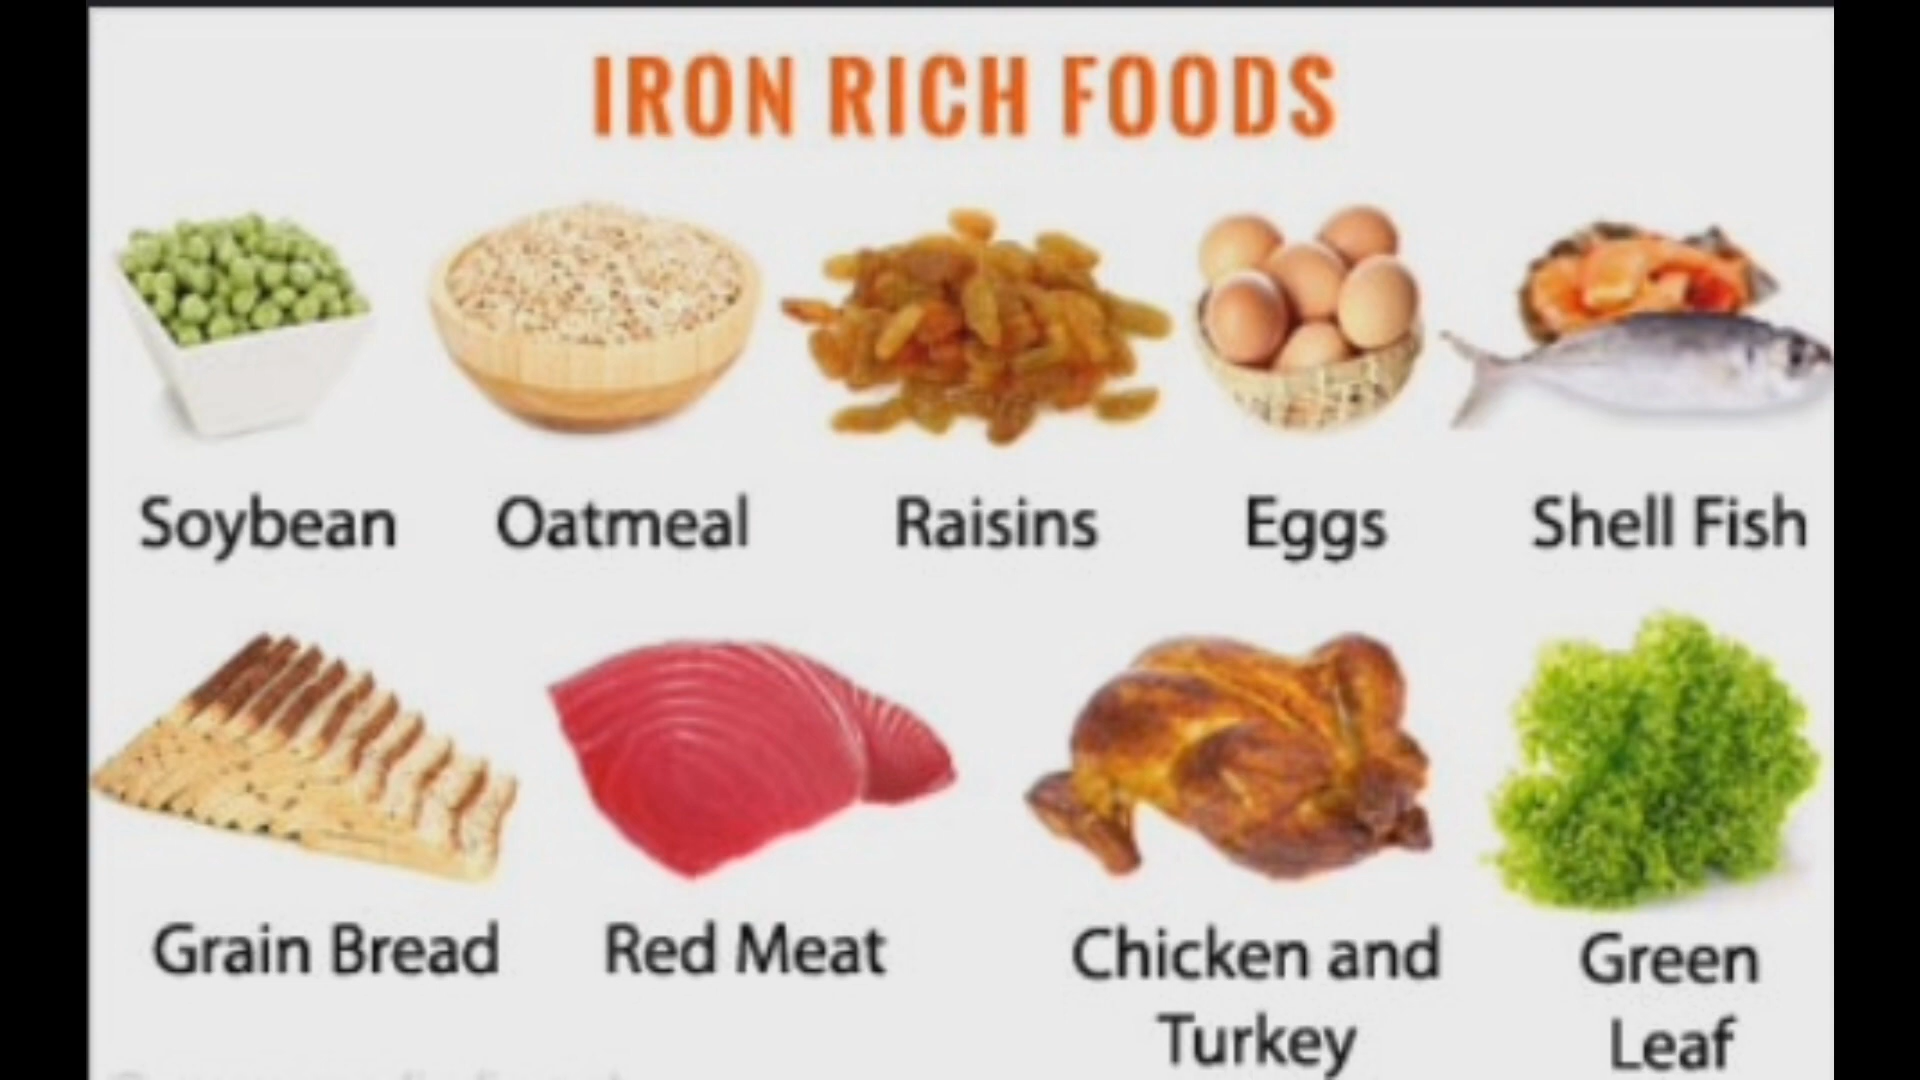 IRON RICH FOODS
Soybean Oatmeal Raisins Eggs Shell Fish
Grain Bread Red Meat Chicken and Turkey Green Leaf